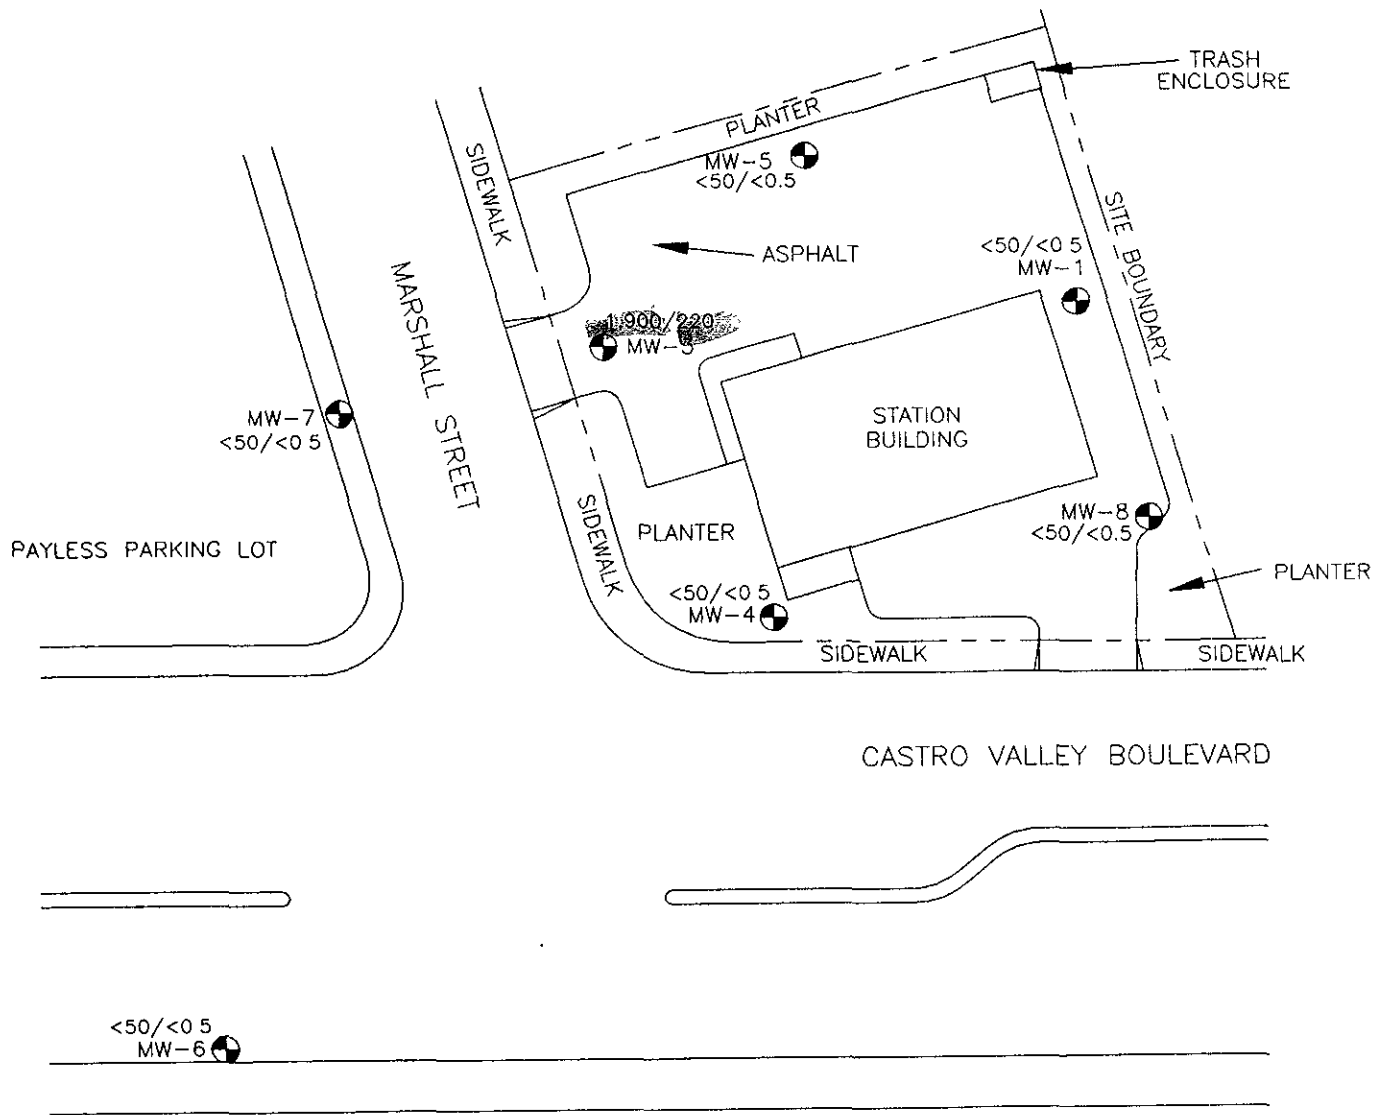 TRASH
ENCLOSURE
PLANTER
SIDEWALK
MW-5
<50/<0.5
SITE BOUNDARY
ASPHALT
<50/<0 5
MW-1
MARSHALL STREET
1,900/220
MW-7
<50/<0 5
STATION
BUILDING
SIDEWALK
MW-8
<50/<0.5
PLANTER
PAYLESS PARKING LOT
PLANTER
<50/<0 5
MW-4
SIDEWALK
SIDEWALK
CASTRO VALLEY BOULEVARD
<50/<0 5
MW-6